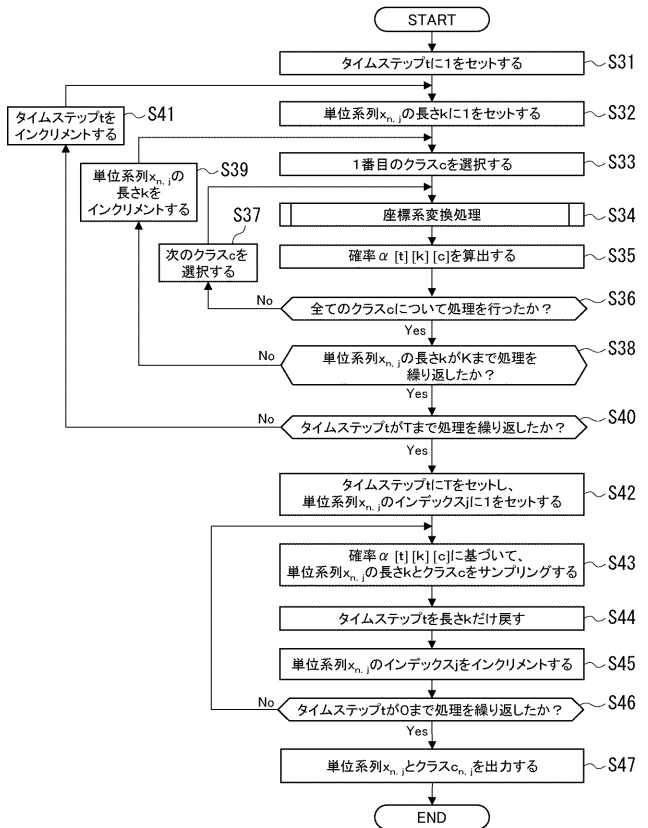 START
タイムステップtに1をセットする
S31
単位系列xn, jの長さkに1をセットする
S32
1番目のクラスcを選択する
S33
座標系変換処理
S34
確率α [t] [k] [c]を算出する
S35
全てのクラスcについて処理を行ったか？
S36
No
Yes
次のクラスcを
選択する
S37
単位系列xn, jの長さkがKまで処理を
繰り返したか？
S38
No
Yes
単位系列xn, jの
長さkを
インクリメントする
S39
タイムステップtがTまで処理を繰り返したか？
S40
No
Yes
タイムステップtを
インクリメントする
S41
タイムステップtにTをセットし、
単位系列xn, jのインデックスjに1をセットする
S42
確率α [t] [k] [c]に基づいて、
単位系列xn, jの長さkとクラスcをサンプリングする
S43
タイムステップtを長さkだけ戻す
S44
単位系列xn, jのインデックスjをインクリメントする
S45
タイムステップtが0まで処理を繰り返したか？
S46
No
Yes
単位系列xn, jとクラスcn, jを出力する
S47
END